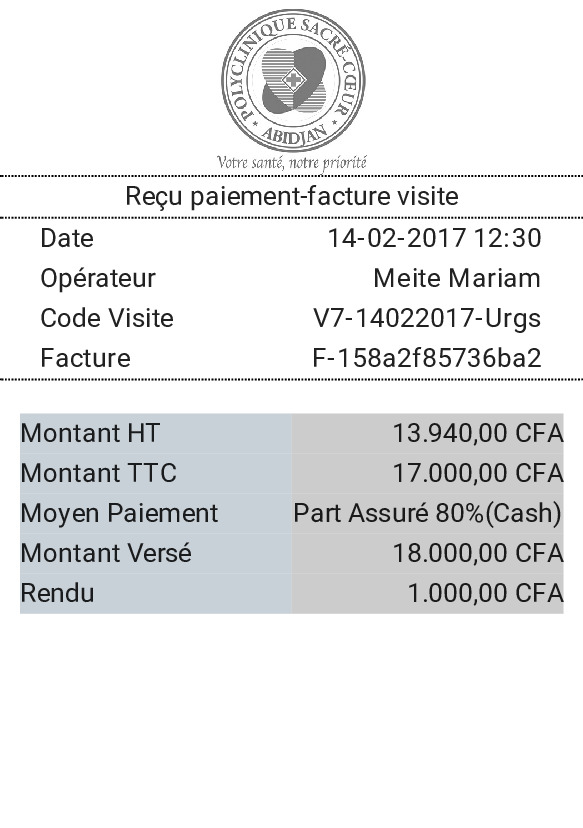 POLYCLINIQUE SACRÉ-CŒUR
* ABIDJAN *
Votre santé, notre priorité
Reçu paiement-facture visite
Date 14-02-2017 12:30
Opérateur Meite Mariam
Code Visite V7-14022017-Urgs
Facture F-158a2f85736ba2
Montant HT 13.940,00 CFA
Montant TTC 17.000,00 CFA
Moyen Paiement Part Assuré 80%(Cash)
Montant Versé 18.000,00 CFA
Rendu 1.000,00 CFA